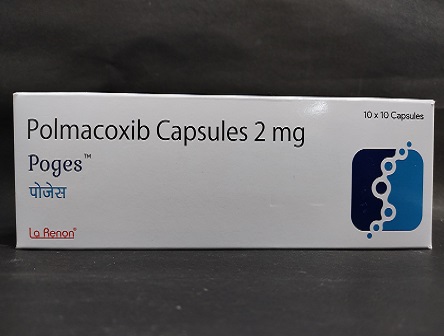 10 x 10 Capsules
Polmacoxib Capsules 2 mg
Poges™
पोजेस
La Renon®